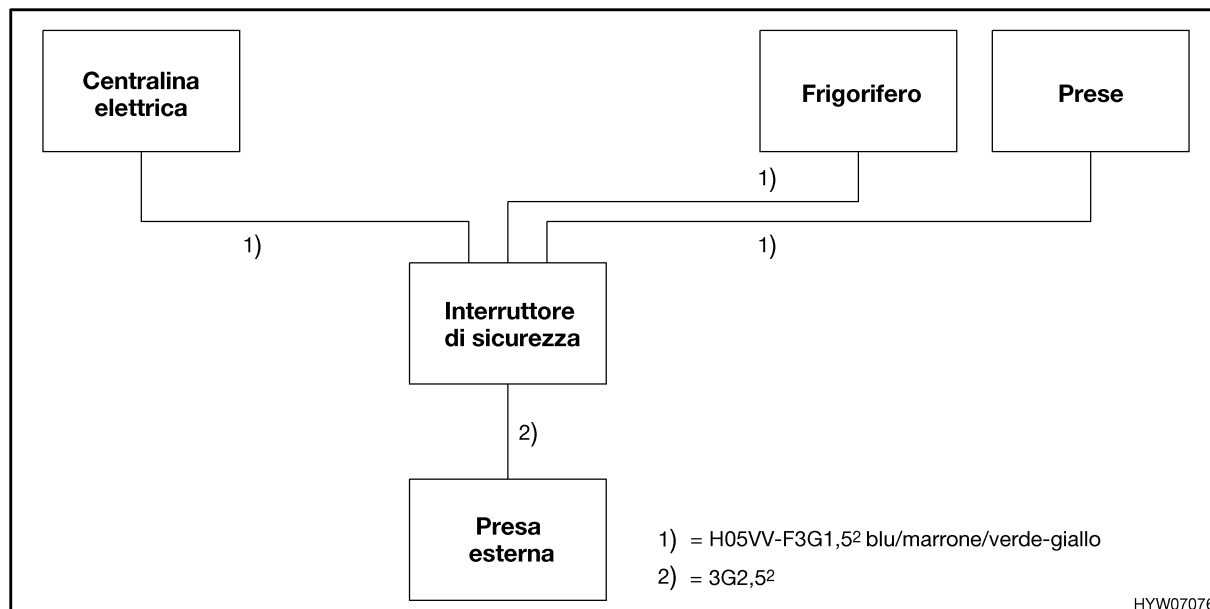 Centralina
elettrica
Frigorifero
Prese
1)
1)
1)
Interruttore
di sicurezza
2)
Presa
esterna
1) = H05VV-F3G1,5² blu/marrone/verde-giallo
2) = 3G2,5²
HYW07076